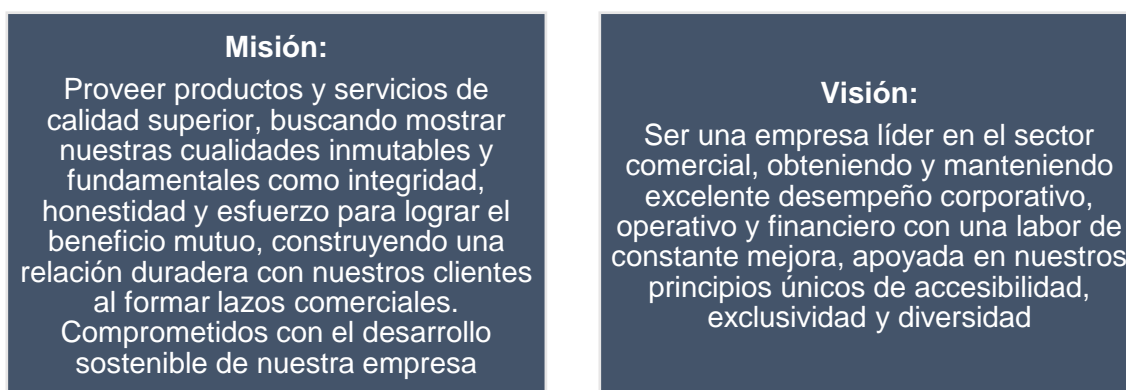 Misión:
Proveer productos y servicios de
calidad superior, buscando mostrar
nuestras cualidades inmutables y
fundamentales como integridad,
honestidad y esfuerzo para lograr el
beneficio mutuo, construyendo una
relación duradera con nuestros clientes
al formar lazos comerciales.
Comprometidos con el desarrollo
sostenible de nuestra empresa
Visión:
Ser una empresa líder en el sector
comercial, obteniendo y manteniendo
excelente desempeño corporativo,
operativo y financiero con una labor de
constante mejora, apoyada en nuestros
principios únicos de accesibilidad,
exclusividad y diversidad